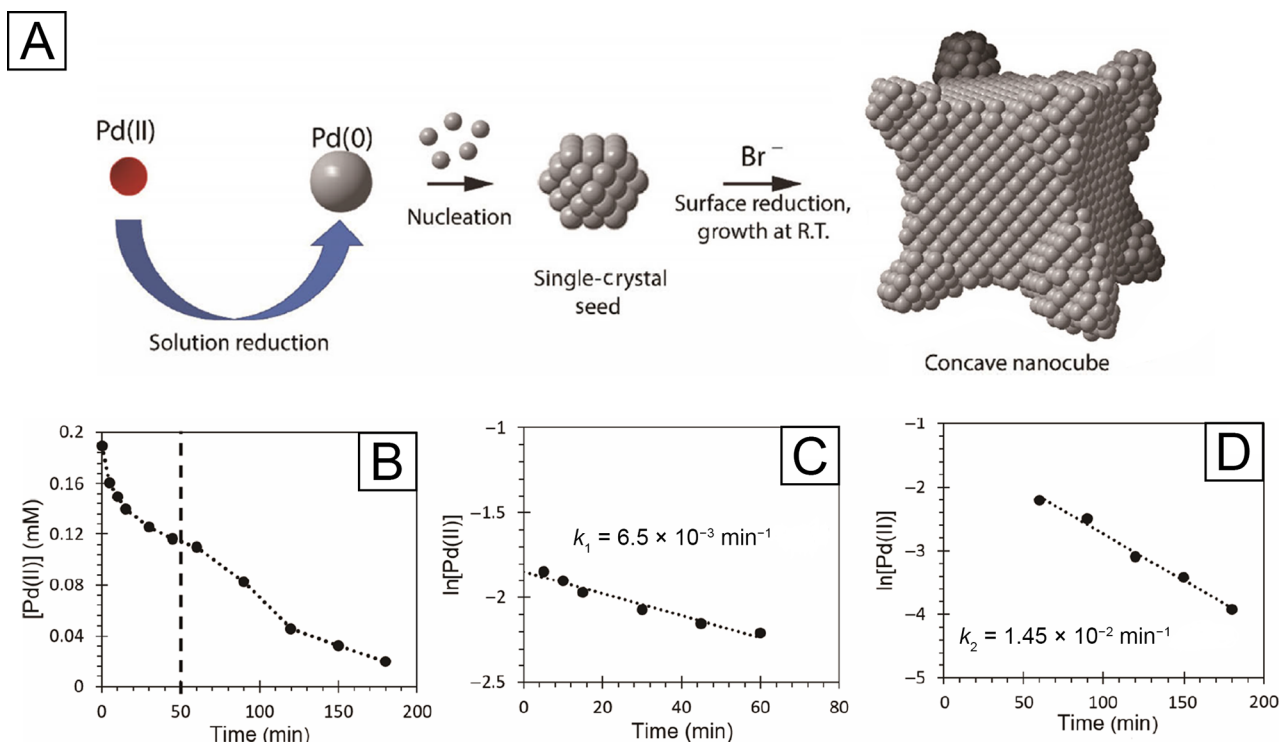 A
Pd(II)
Pd(0)
Nucleation
Br⁻
Surface reduction,
growth at R.T.
Solution reduction
Single-crystal
seed
Concave nanocube
B
0.2
0.16
0.12
0.08
0.04
0
[Pd(II)] (mM)
0 50 100 150 200
Time (min)
C
−1
−1.5
−2
−2.5
ln[Pd(II)]
k₁ = 6.5 × 10⁻³ min⁻¹
0 20 40 60 80
Time (min)
D
−1
−2
−3
−4
−5
ln[Pd(II)]
k₂ = 1.45 × 10⁻² min⁻¹
0 50 100 150 200
Time (min)